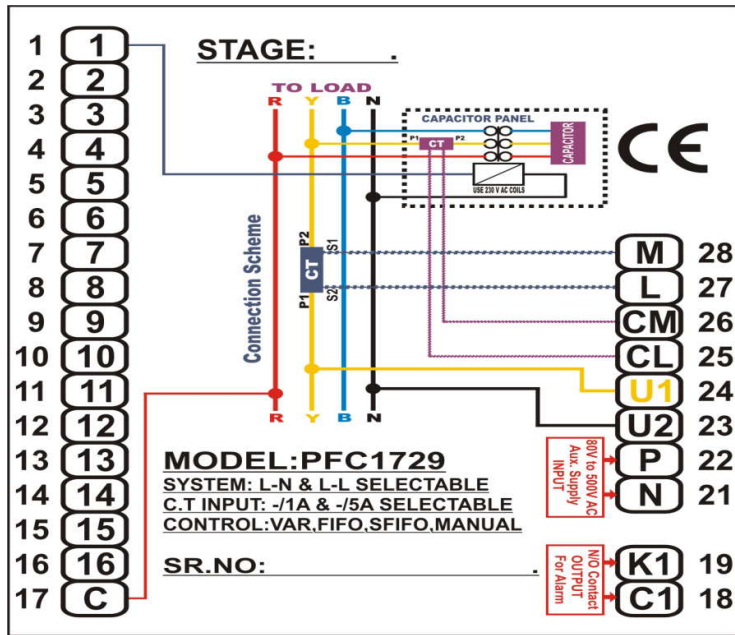 STAGE: .
1 1
2 2
3 3
4 4
5 5
6 6
7 7
8 8
9 9
10 10
11 11
12 12
13 13
14 14
15 15
16 16
17 C
TO LOAD
R Y B N
CAPACITOR PANEL
P1 CT P2
CAPACITOR
USE 230 V AC COILS
CE
Connection Scheme
P2 S1
CT
P1 S2
R Y B N
M 28
L 27
CM 26
CL 25
U1 24
U2 23
P 22
N 21
80V to 500V AC
Aux. Supply
INPUT
K1 19
C1 18
N/O Contact
OUTPUT
For Alarm
MODEL:PFC1729
SYSTEM: L-N & L-L SELECTABLE
C.T INPUT: -/1A & -/5A SELECTABLE
CONTROL:VAR,FIFO,SFIFO,MANUAL
SR.NO: .